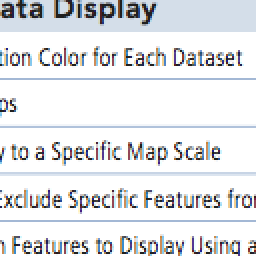 ata Display
tion Color for Each Dataset
ps
y to a Specific Map Scale
Exclude Specific Features from
n Features to Display Using a